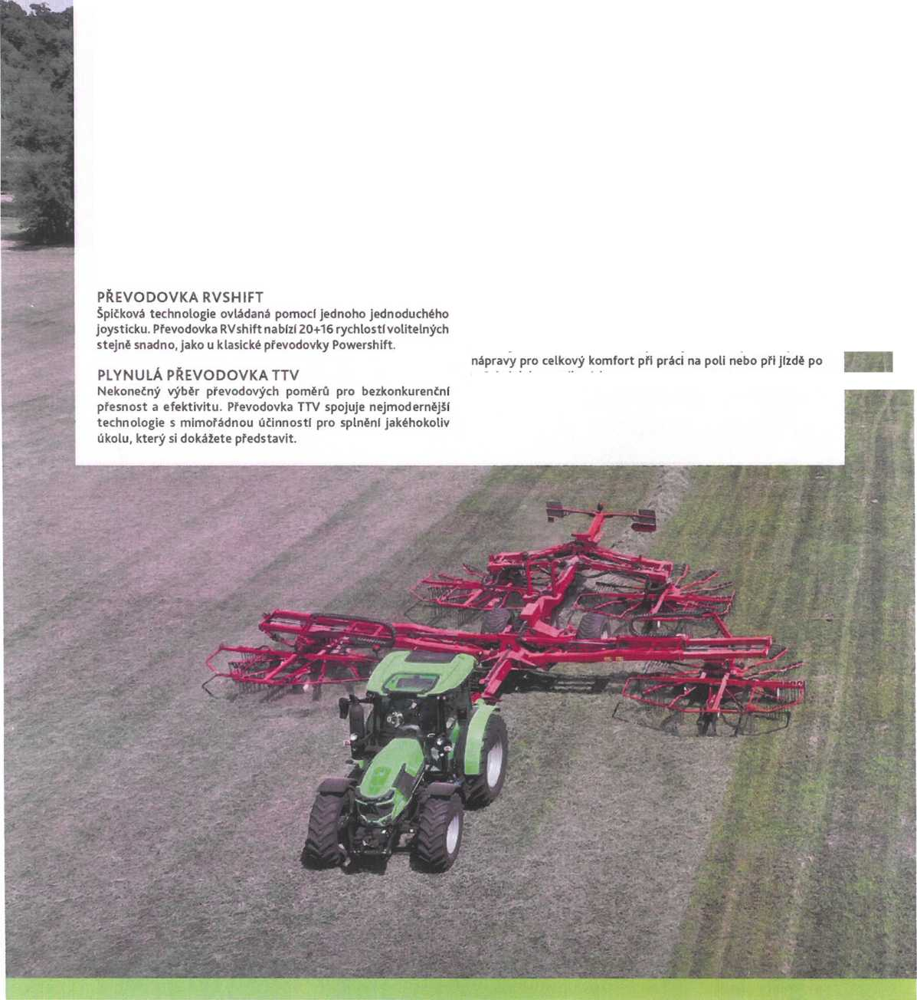 PŘEVODOVKA RVSHIFT
Špičková technologie ovládaná pomocí jednoho jednoduchého
joysticku. Převodovka RVshift nabízí 20+16 rychlostí volitelných
stejně snadno, jako u klasické převodovky Powershift.
PLYNULÁ PŘEVODOVKA TTV
Nekonečný výběr převodových poměrů pro bezkonkurenční
přesnost a efektivitu. Převodovka TTV spojuje nejmodernější
technologie s mimořádnou účinností pro splnění jakéhokoliv
úkolu, který si dokážete představit.
nápravy pro celkový komfort při práci na poli nebo při jízdě po